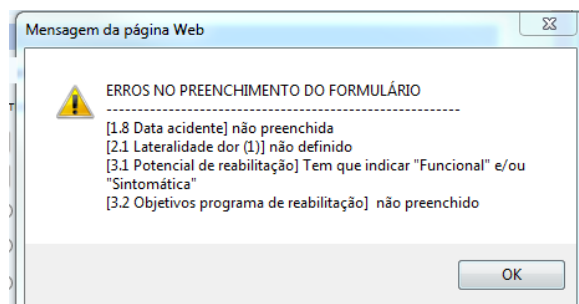 Mensagem da página Web
ERROS NO PREENCHIMENTO DO FORMULÁRIO
----------------------------------------------------------
[1.8 Data acidente] não preenchida
[2.1 Lateralidade dor (1)] não definido
[3.1 Potencial de reabilitação] Tem que indicar "Funcional" e/ou
"Sintomática"
[3.2 Objetivos programa de reabilitação]  não preenchido
OK